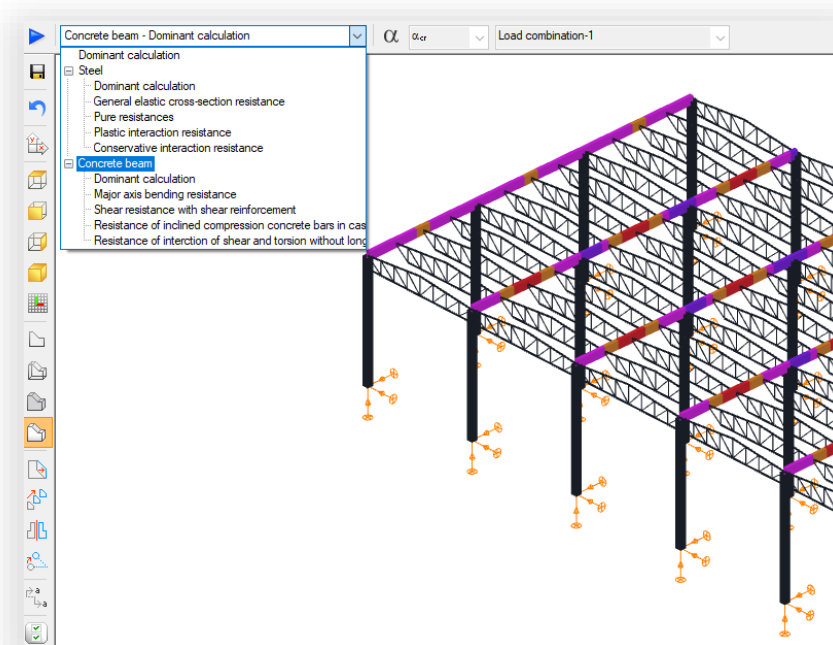 Concrete beam - Dominant calculation
α
αcr
Load combination-1
Dominant calculation
Steel
Dominant calculation
General elastic cross-section resistance
Pure resistances
Plastic interaction resistance
Conservative interaction resistance
Concrete beam
Dominant calculation
Major axis bending resistance
Shear resistance with shear reinforcement
Resistance of inclined compression concrete bars in cas
Resistance of interction of shear and torsion without long
a
a